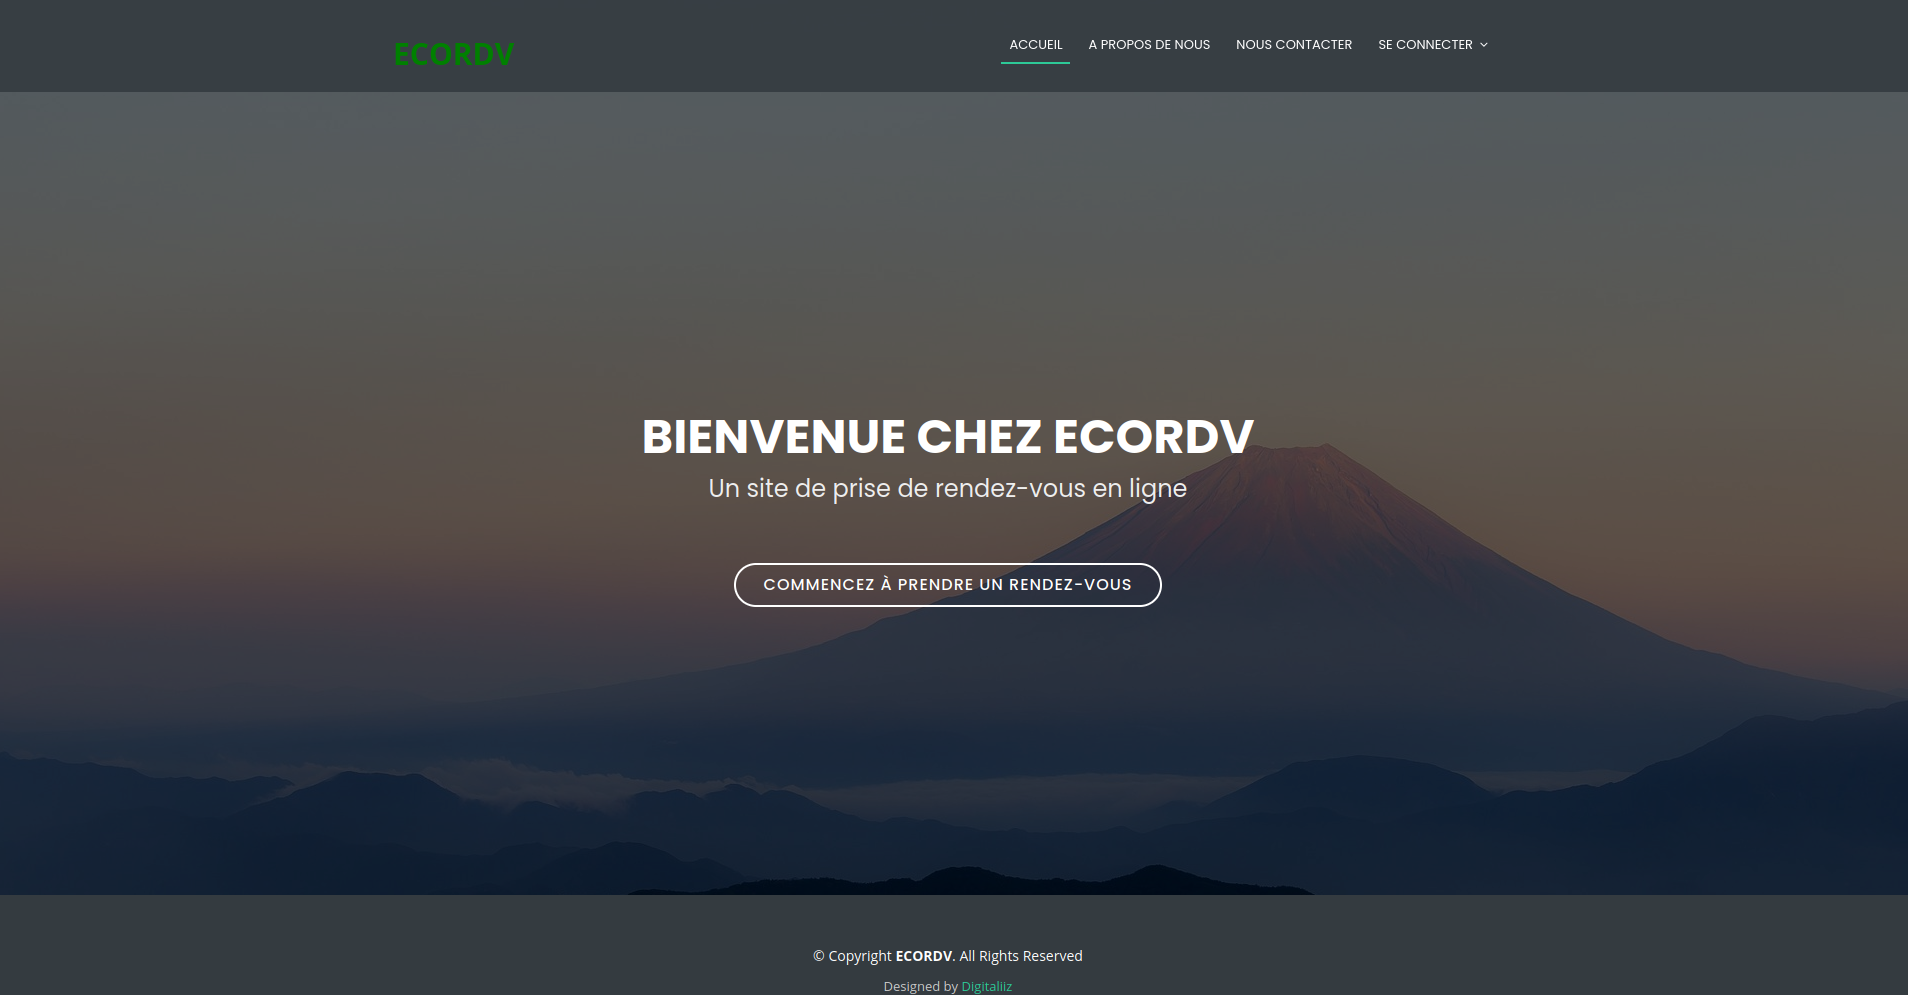 ECORDV
ACCUEIL
A PROPOS DE NOUS
NOUS CONTACTER
SE CONNECTER
BIENVENUE CHEZ ECORDV
Un site de prise de rendez-vous en ligne
COMMENCEZ À PRENDRE UN RENDEZ-VOUS
© Copyright ECORDV. All Rights Reserved
Designed by Digitaliiz